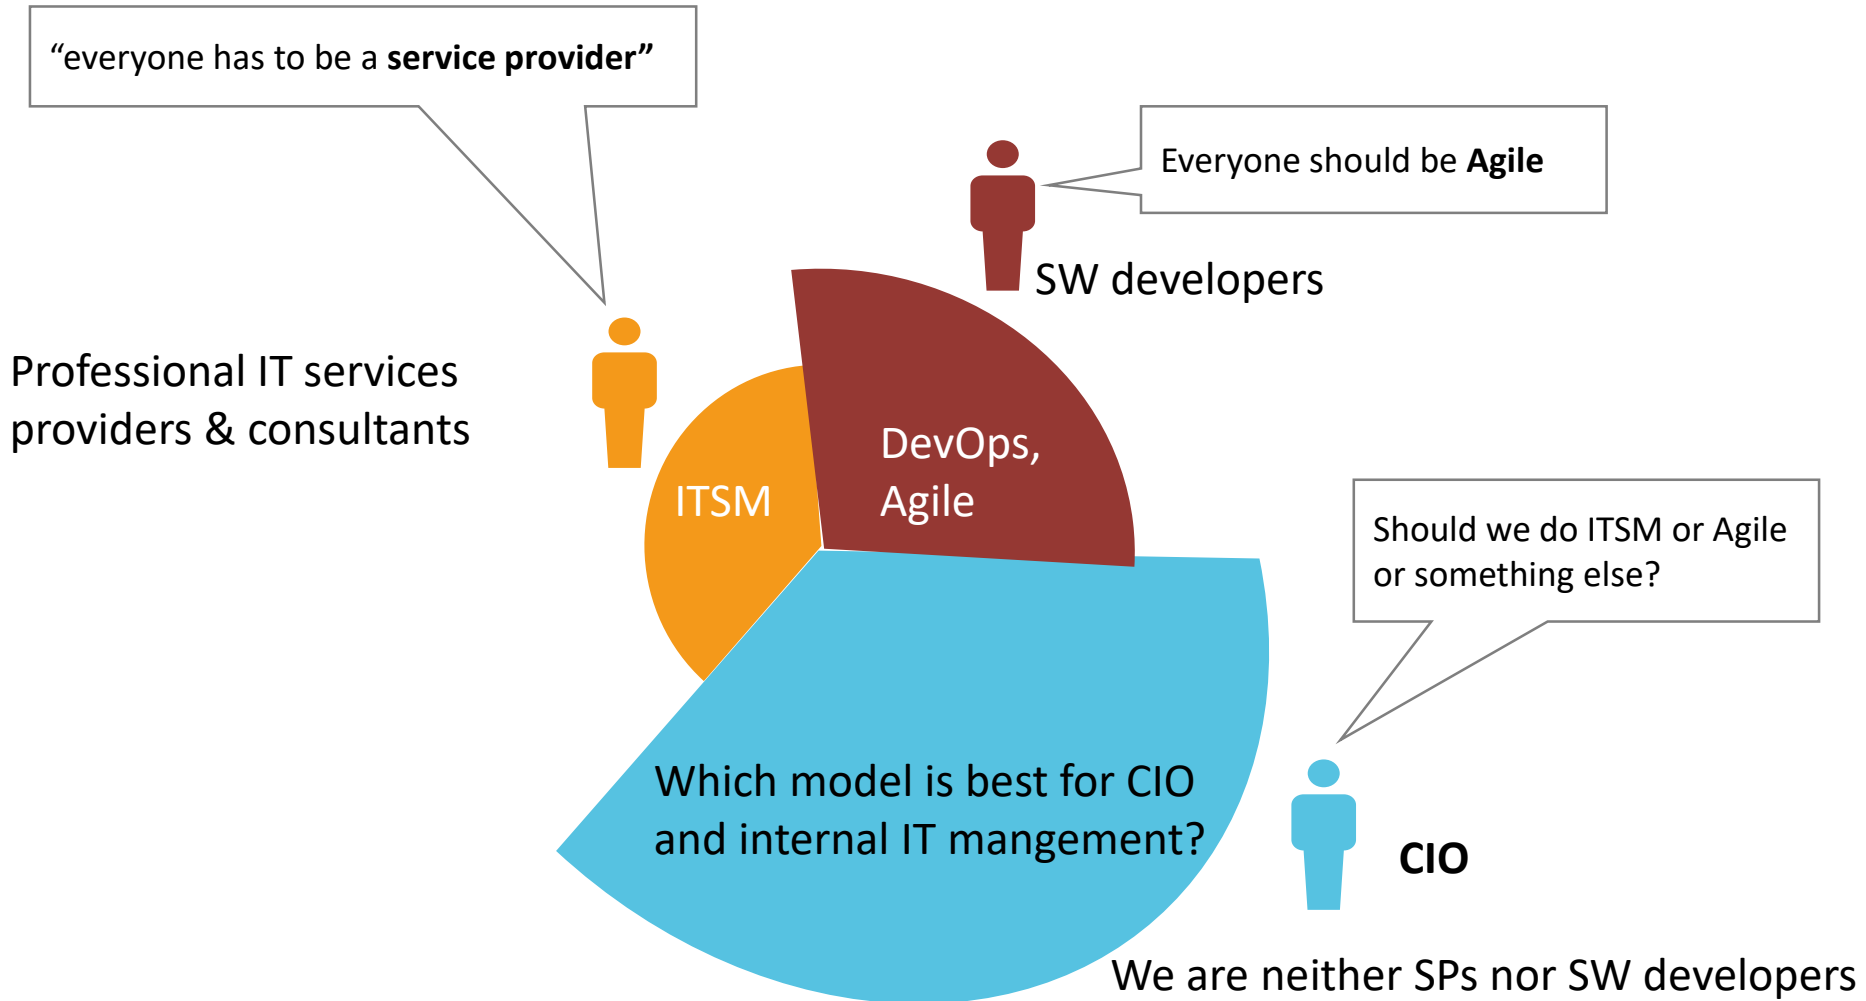 “everyone has to be a service provider”
Everyone should be Agile
SW developers
Professional IT services
providers & consultants
DevOps,
Agile
ITSM
Should we do ITSM or Agile
or something else?
Which model is best for CIO
and internal IT mangement?
CIO
We are neither SPs nor SW developers